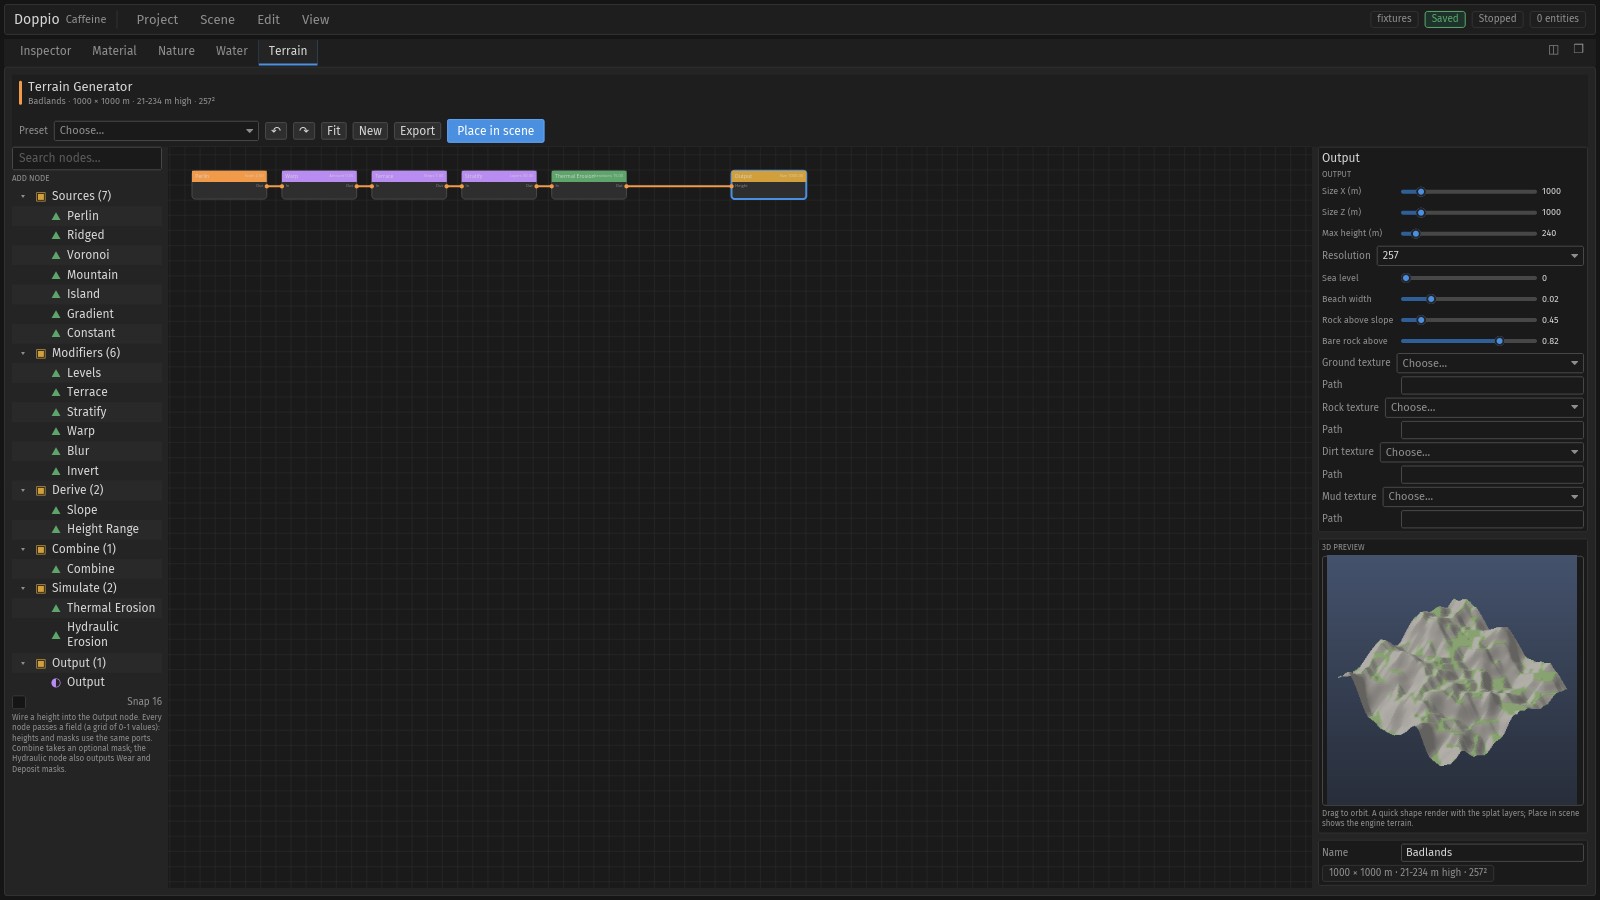 Doppio Caffeine Project Scene Edit View fixtures Saved Stopped 0 entities
Inspector Material Nature Water Terrain
Terrain Generator
Badlands · 1000 × 1000 m · 21-234 m high · 257²
Preset Choose... Fit New Export Place in scene
Search nodes...
ADD NODE
Sources (7)
Perlin
Ridged
Voronoi
Mountain
Island
Gradient
Constant
Modifiers (6)
Levels
Terrace
Stratify
Warp
Blur
Invert
Derive (2)
Slope
Height Range
Combine (1)
Combine
Simulate (2)
Thermal Erosion
Hydraulic
Erosion
Output (1)
Output
Snap 16
Wire a height into the Output node. Every
node passes a field (a grid of 0-1 values):
heights and masks use the same ports.
Combine takes an optional mask; the
Hydraulic node also outputs Wear and
Deposit masks.
Perlin
Warp
Terrace
Stratify
Thermal Erosion
Output
Output
OUTPUT
Size X (m) 1000
Size Z (m) 1000
Max height (m) 240
Resolution 257
Sea level 0
Beach width 0.02
Rock above slope 0.45
Bare rock above 0.82
Ground texture Choose...
Path
Rock texture Choose...
Path
Dirt texture Choose...
Path
Mud texture Choose...
Path
3D PREVIEW
Drag to orbit. A quick shape render with the splat layers; Place in scene
shows the engine terrain.
Name Badlands
1000 × 1000 m · 21-234 m high · 257²